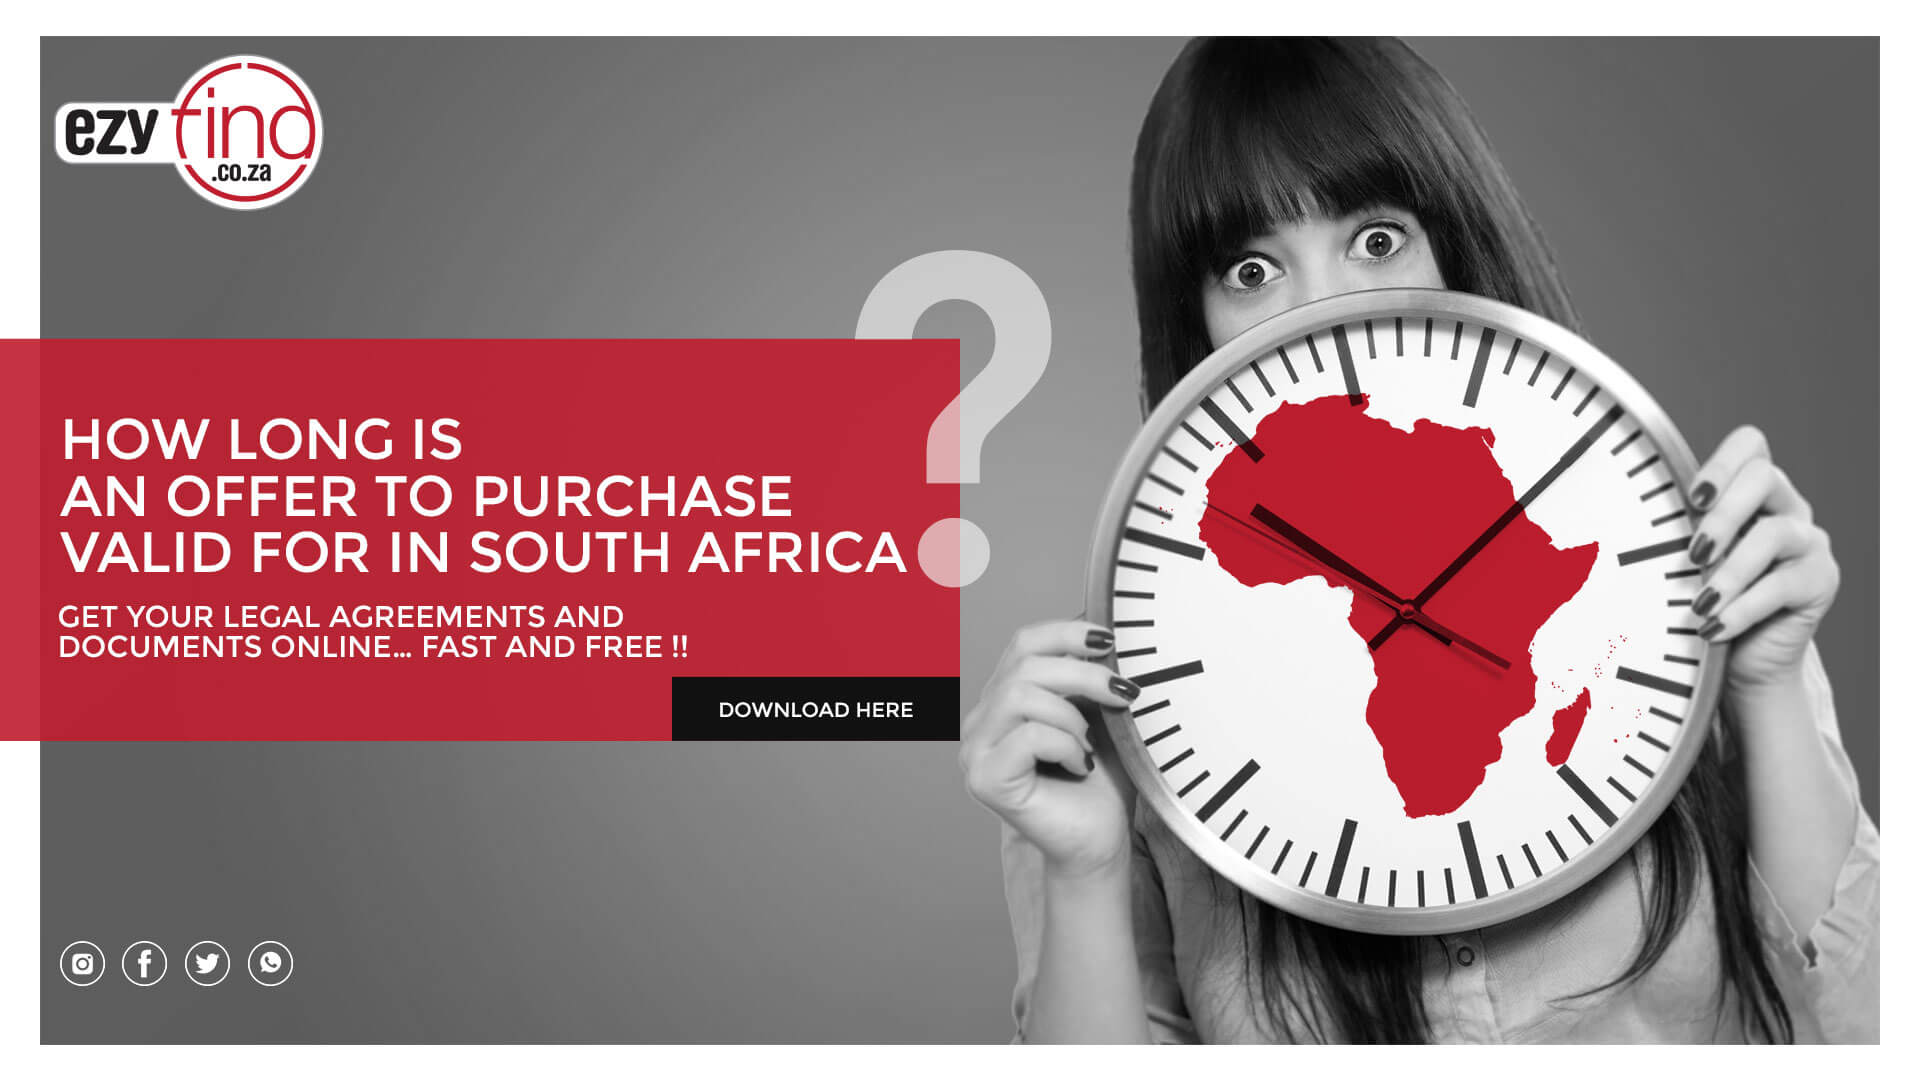 ezy find
.co.za
?
HOW LONG IS
AN OFFER TO PURCHASE
VALID FOR IN SOUTH AFRICA
GET YOUR LEGAL AGREEMENTS AND
DOCUMENTS ONLINE... FAST AND FREE !!
DOWNLOAD HERE